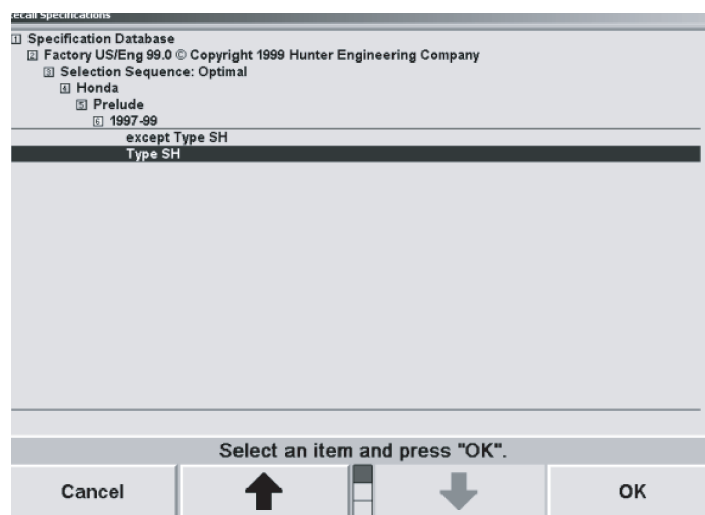 Recall Specifications
1 Specification Database
2 Factory US/Eng 99.0 © Copyright 1999 Hunter Engineering Company
3 Selection Sequence: Optimal
4 Honda
5 Prelude
6 1997-99
except Type SH
Type SH
Select an item and press "OK".
Cancel
OK